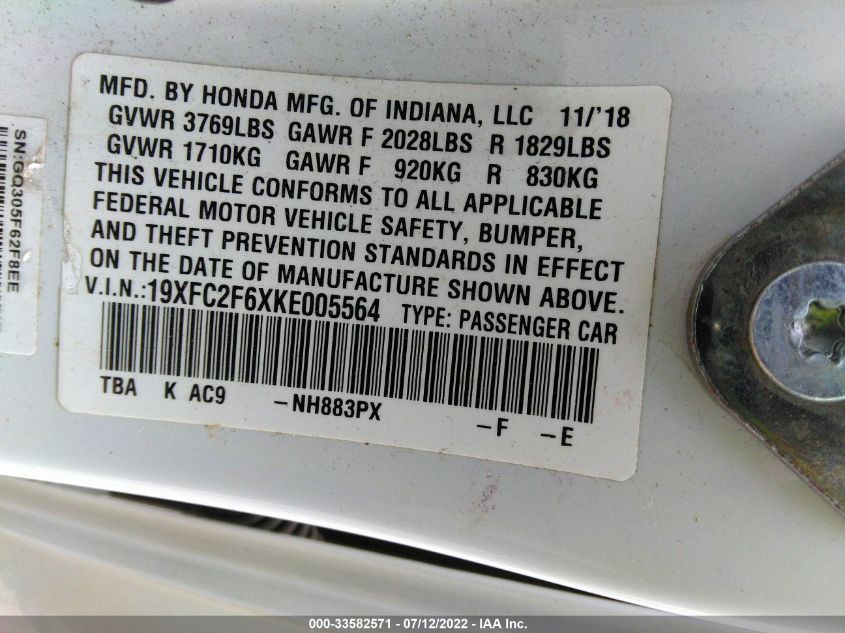 MFD. BY HONDA MFG. OF INDIANA, LLC 11/'18
GVWR 3769LBS GAWR F 2028LBS R 1829LBS
GVWR 1710KG GAWR F 920KG R 830KG
THIS VEHICLE CONFORMS TO ALL APPLICABLE
FEDERAL MOTOR VEHICLE SAFETY, BUMPER,
AND THEFT PREVENTION STANDARDS IN EFFECT
ON THE DATE OF MANUFACTURE SHOWN ABOVE.
V.I.N.:19XFC2F6XKE005564 TYPE: PASSENGER CAR
TBA K AC9 -NH883PX -F -E
SN:GQ305F62F8EE
000-33582571 - 07/12/2022 - IAA Inc.